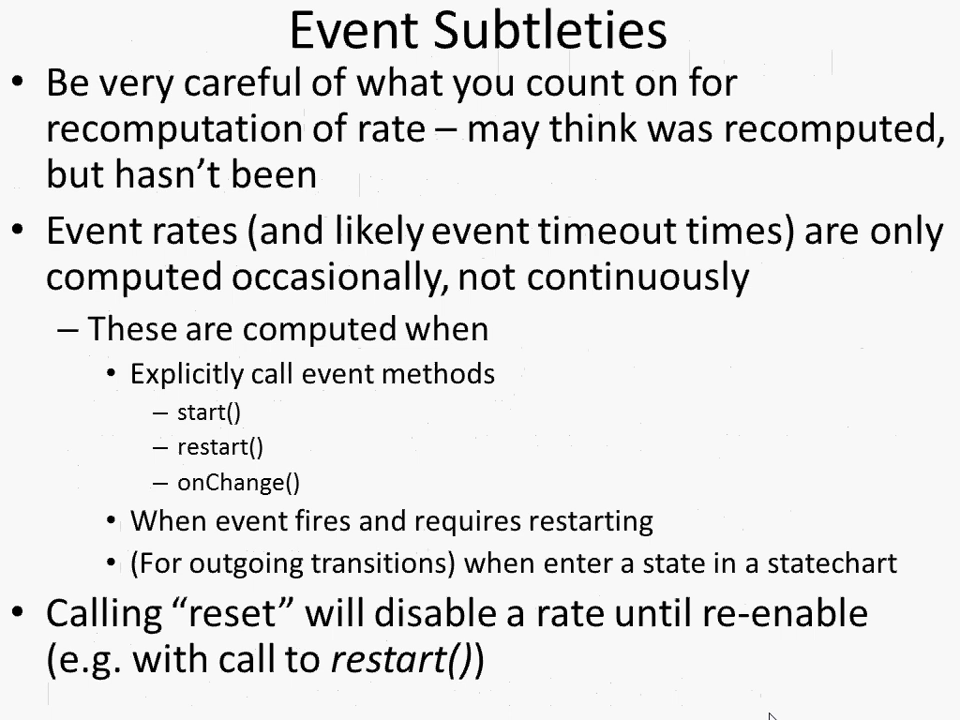 Event Subtleties
• Be very careful of what you count on for
recomputation of rate – may think was recomputed,
but hasn’t been
• Event rates (and likely event timeout times) are only
computed occasionally, not continuously
– These are computed when
• Explicitly call event methods
– start()
– restart()
– onChange()
• When event fires and requires restarting
• (For outgoing transitions) when enter a state in a statechart
• Calling “reset” will disable a rate until re-enable
(e.g. with call to restart())